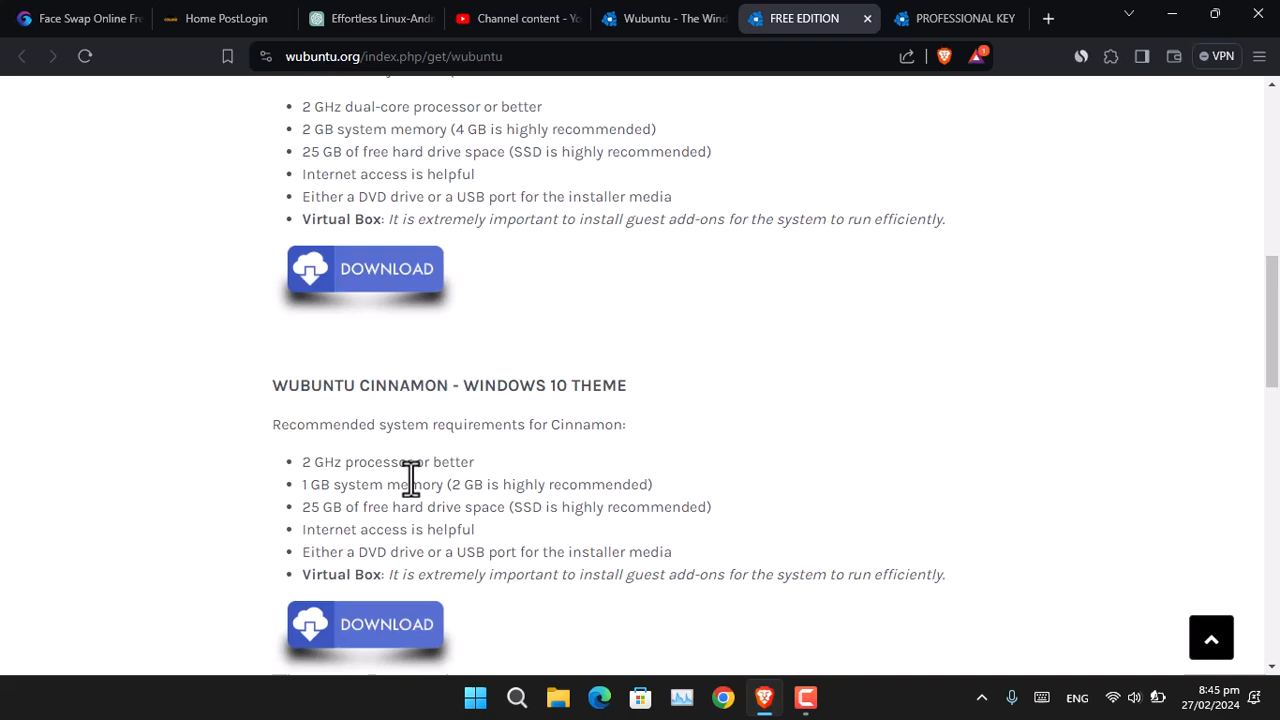 Face Swap Online Fre
Home PostLogin
Effortless Linux-Andr
Channel content - Yo
Wubuntu - The Wind
FREE EDITION
PROFESSIONAL KEY
wubuntu.org/index.php/get/wubuntu
1
VPN
2 GHz dual-core processor or better
2 GB system memory (4 GB is highly recommended)
25 GB of free hard drive space (SSD is highly recommended)
Internet access is helpful
Either a DVD drive or a USB port for the installer media
Virtual Box: It is extremely important to install guest add-ons for the system to run efficiently.
DOWNLOAD
WUBUNTU CINNAMON - WINDOWS 10 THEME
Recommended system requirements for Cinnamon:
2 GHz processor or better
1 GB system memory (2 GB is highly recommended)
25 GB of free hard drive space (SSD is highly recommended)
Internet access is helpful
Either a DVD drive or a USB port for the installer media
Virtual Box: It is extremely important to install guest add-ons for the system to run efficiently.
DOWNLOAD
ENG
8:45 pm
27/02/2024